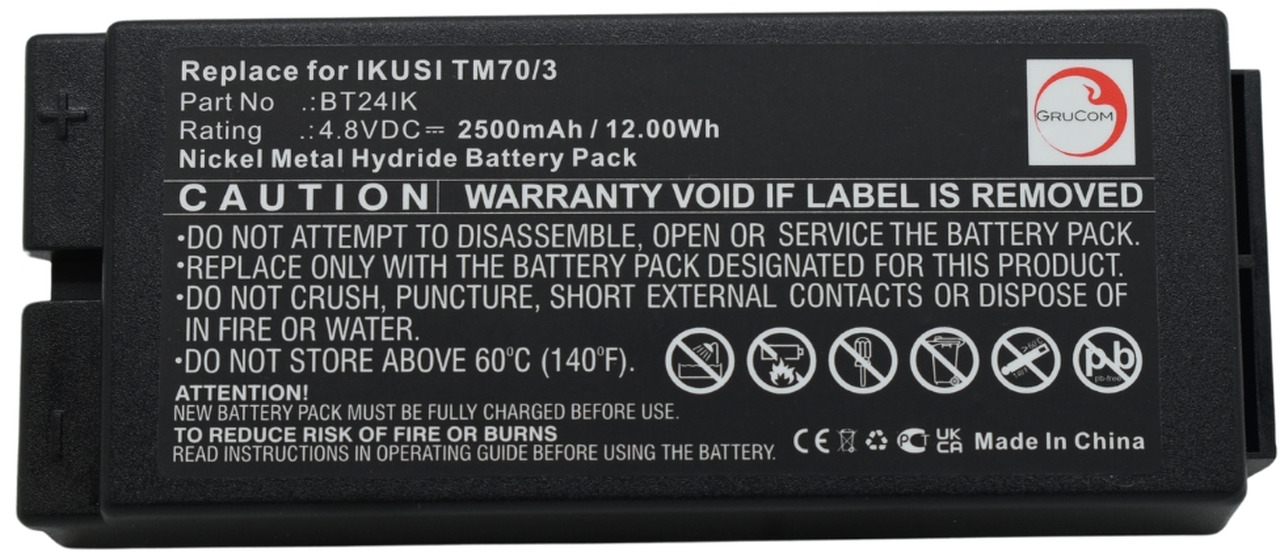 Replace for IKUSI TM70/3
Part No .:BT24IK
Rating .:4.8VDC⎓ 2500mAh / 12.00Wh
Nickel Metal Hydride Battery Pack
GRUCOM
CAUTION WARRANTY VOID IF LABEL IS REMOVED
•DO NOT ATTEMPT TO DISASSEMBLE, OPEN OR SERVICE THE BATTERY PACK.
•REPLACE ONLY WITH THE BATTERY PACK DESIGNATED FOR THIS PRODUCT.
•DO NOT CRUSH, PUNCTURE, SHORT EXTERNAL CONTACTS OR DISPOSE OF
IN FIRE OR WATER.
•DO NOT STORE ABOVE 60°C (140°F).
pb
pb-free
ATTENTION!
NEW BATTERY PACK MUST BE FULLY CHARGED BEFORE USE.
TO REDUCE RISK OF FIRE OR BURNS
READ INSTRUCTIONS IN OPERATING GUIDE BEFORE USING THE BATTERY.
CE PCT UK CA Made In China
+
-